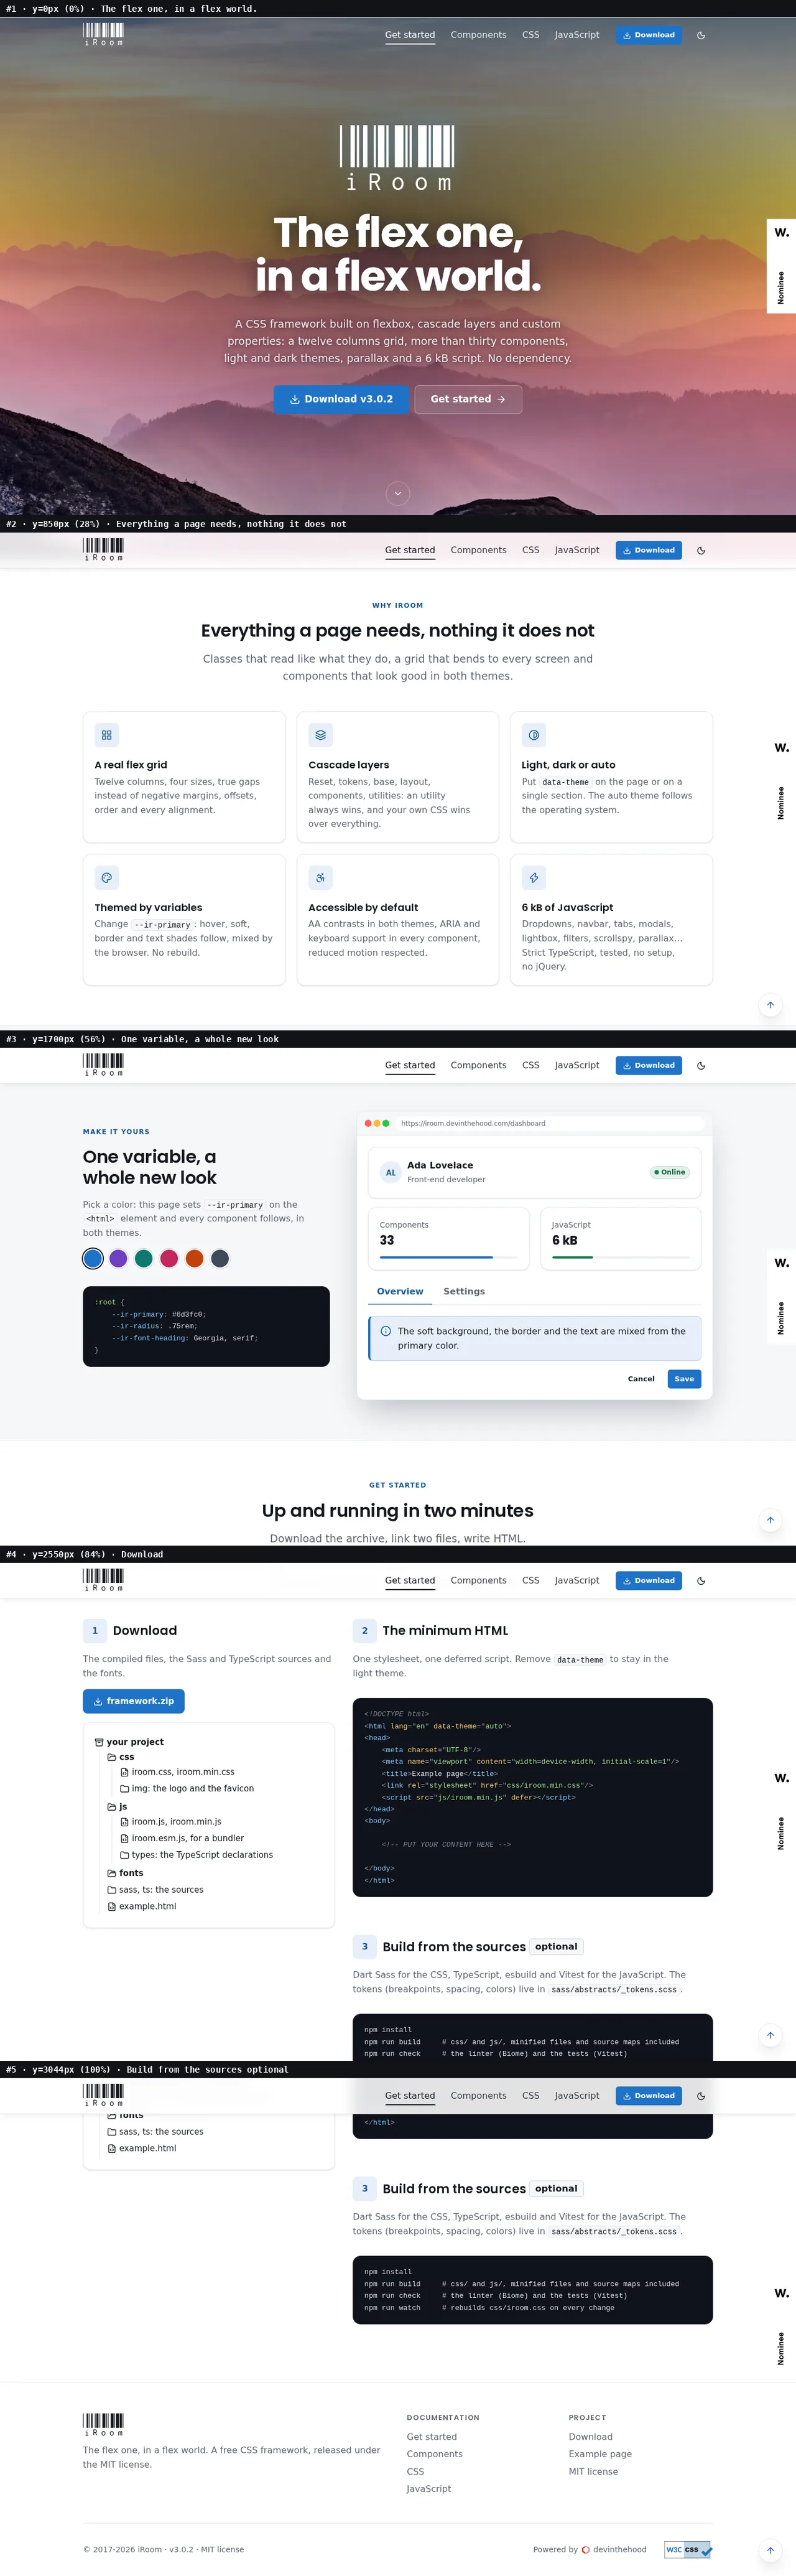 #1 · y=0px (0%) · The flex one, in a flex world.
iRoom
Get started
Components
CSS
JavaScript
Download
iRoom
The flex one,
in a flex world.
A CSS framework built on flexbox, cascade layers and custom
properties: a twelve columns grid, more than thirty components,
light and dark themes, parallax and a 6 kB script. No dependency.
Download v3.0.2
Get started
W.
Nominee
#2 · y=850px (28%) · Everything a page needs, nothing it does not
iRoom
Get started
Components
CSS
JavaScript
Download
WHY IROOM
Everything a page needs, nothing it does not
Classes that read like what they do, a grid that bends to every screen and
components that look good in both themes.
A real flex grid
Twelve columns, four sizes, true gaps
instead of negative margins, offsets,
order and every alignment.
Cascade layers
Reset, tokens, base, layout,
components, utilities: an utility
always wins, and your own CSS wins
over everything.
Light, dark or auto
Put data-theme on the page or on a
single section. The auto theme follows
the operating system.
Themed by variables
Change --ir-primary: hover, soft,
border and text shades follow, mixed by
the browser. No rebuild.
Accessible by default
AA contrasts in both themes, ARIA and
keyboard support in every component,
reduced motion respected.
6 kB of JavaScript
Dropdowns, navbar, tabs, modals,
lightbox, filters, scrollspy, parallax…
Strict TypeScript, tested, no setup,
no jQuery.
W.
Nominee
#3 · y=1700px (56%) · One variable, a whole new look
iRoom
Get started
Components
CSS
JavaScript
Download
MAKE IT YOURS
One variable, a
whole new look
Pick a color: this page sets --ir-primary on the
<html> element and every component follows, in
both themes.
:root {
--ir-primary: #6d3fc0;
--ir-radius: .75rem;
--ir-font-heading: Georgia, serif;
}
https://iroom.devinthehood.com/dashboard
AL
Ada Lovelace
Front-end developer
Online
Components
33
JavaScript
6 kB
Overview
Settings
The soft background, the border and the text are mixed from the
primary color.
Cancel
Save
W.
Nominee
GET STARTED
Up and running in two minutes
Download the archive, link two files, write HTML.
#4 · y=2550px (84%) · Download
iRoom
Get started
Components
CSS
JavaScript
Download
1
Download
The compiled files, the Sass and TypeScript sources and
the fonts.
framework.zip
your project
css
iroom.css, iroom.min.css
img: the logo and the favicon
js
iroom.js, iroom.min.js
iroom.esm.js, for a bundler
types: the TypeScript declarations
fonts
sass, ts: the sources
example.html
2
The minimum HTML
One stylesheet, one deferred script. Remove data-theme to stay in the
light theme.
<!DOCTYPE html>
<html lang="en" data-theme="auto">
<head>
<meta charset="UTF-8"/>
<meta name="viewport" content="width=device-width, initial-scale=1"/>
<title>Example page</title>
<link rel="stylesheet" href="css/iroom.min.css"/>
<script src="js/iroom.min.js" defer></script>
</head>
<body>
<!-- PUT YOUR CONTENT HERE -->
</body>
</html>
W.
Nominee
3
Build from the sources optional
Dart Sass for the CSS, TypeScript, esbuild and Vitest for the JavaScript. The
tokens (breakpoints, spacing, colors) live in sass/abstracts/_tokens.scss.
npm install
npm run build # css/ and js/, minified files and source maps included
npm run check # the linter (Biome) and the tests (Vitest)
#5 · y=3044px (100%) · Build from the sources optional
iRoom
Get started
Components
CSS
JavaScript
Download
fonts
sass, ts: the sources
example.html
</html>
3
Build from the sources optional
Dart Sass for the CSS, TypeScript, esbuild and Vitest for the JavaScript. The
tokens (breakpoints, spacing, colors) live in sass/abstracts/_tokens.scss.
npm install
npm run build # css/ and js/, minified files and source maps included
npm run check # the linter (Biome) and the tests (Vitest)
npm run watch # rebuilds css/iroom.css on every change
W.
Nominee
iRoom
The flex one, in a flex world. A free CSS framework, released under
the MIT license.
DOCUMENTATION
Get started
Components
CSS
JavaScript
PROJECT
Download
Example page
MIT license
© 2017-2026 iRoom · v3.0.2 · MIT license
Powered by devinthehood
W3C CSS